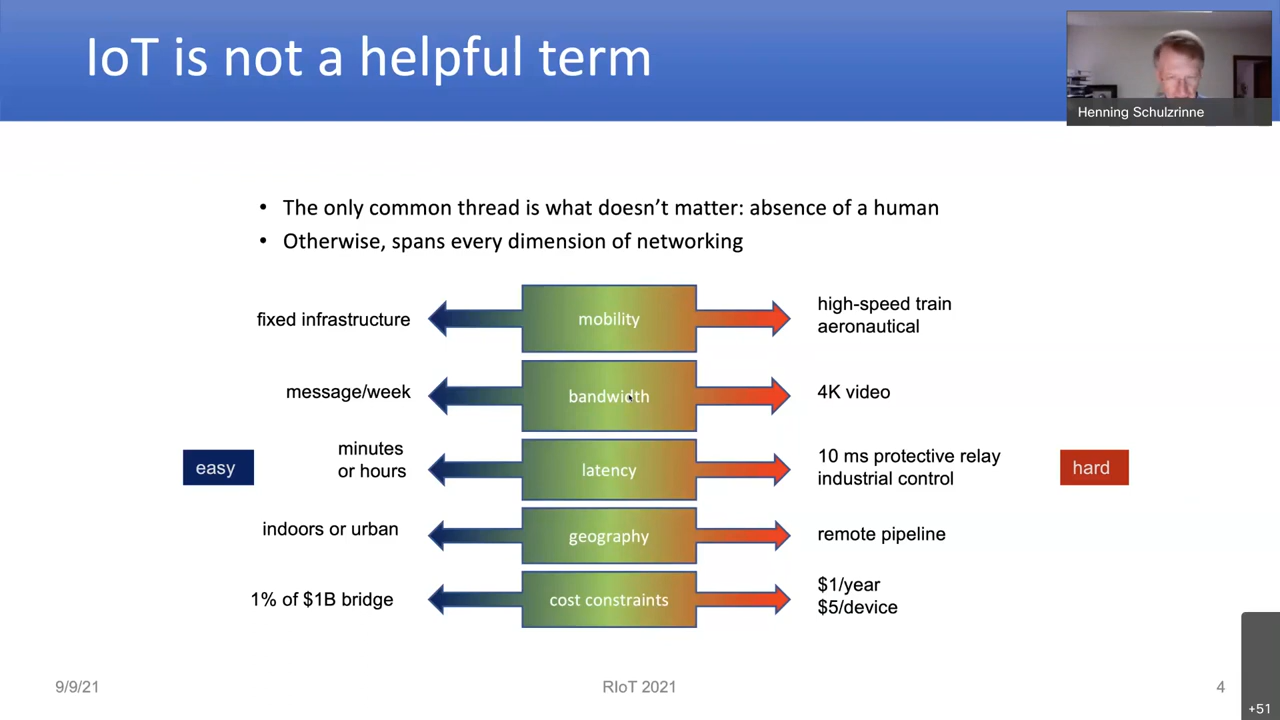 IoT is not a helpful term
Henning Schulzrinne
• The only common thread is what doesn't matter: absence of a human
• Otherwise, spans every dimension of networking
fixed infrastructure
mobility
high-speed train
aeronautical
message/week
bandwidth
4K video
easy
minutes
or hours
latency
10 ms protective relay
industrial control
hard
indoors or urban
geography
remote pipeline
1% of $1B bridge
cost constraints
$1/year
$5/device
9/9/21
RIoT 2021
4
+51